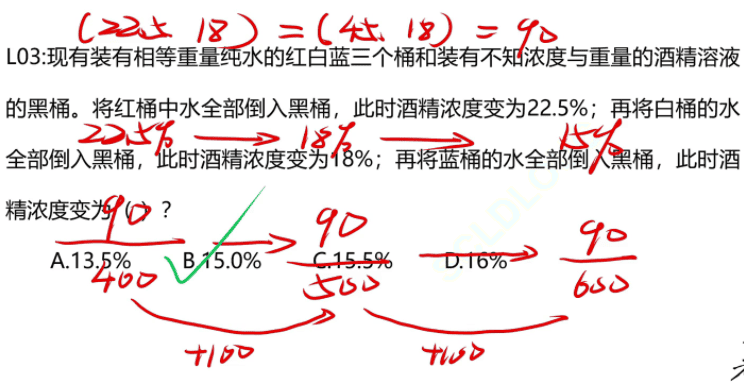 (22.5 18) = (45. 18) = 90
L03:现有装有相等重量纯水的红白蓝三个桶和装有不知浓度与重量的酒精溶液
的黑桶。将红桶中水全部倒入黑桶，此时酒精浓度变为22.5%；再将白桶的水
22.5% 18% 15%
全部倒入黑桶，此时酒精浓度变为18%；再将蓝桶的水全部倒入黑桶，此时酒
精浓度变为（ ）？
90 90 90
A.13.5% B.15.0% C.15.5% D.16%
400 500 600
+100 +100